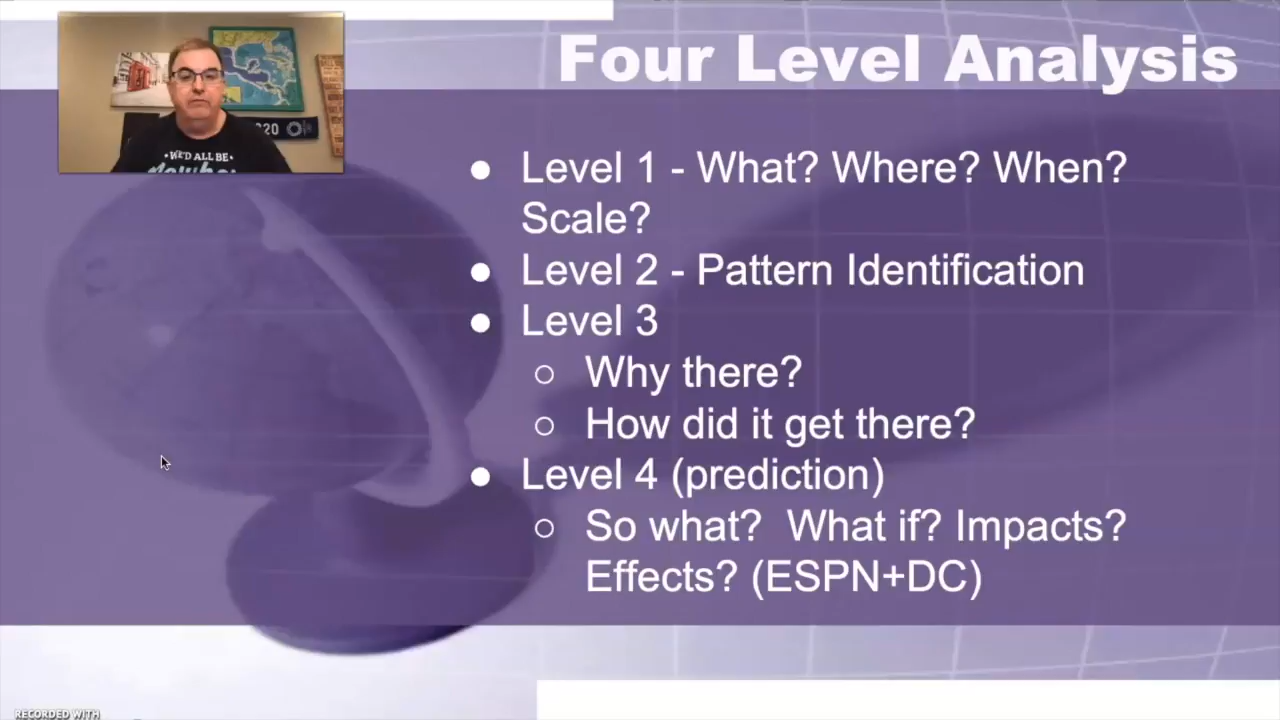 Four Level Analysis
320
•WE'D ALL BE•
● Level 1 - What? Where? When?
Scale?
● Level 2 - Pattern Identification
● Level 3
○ Why there?
○ How did it get there?
● Level 4 (prediction)
○ So what?  What if? Impacts?
Effects? (ESPN+DC)
RECORDED WITH